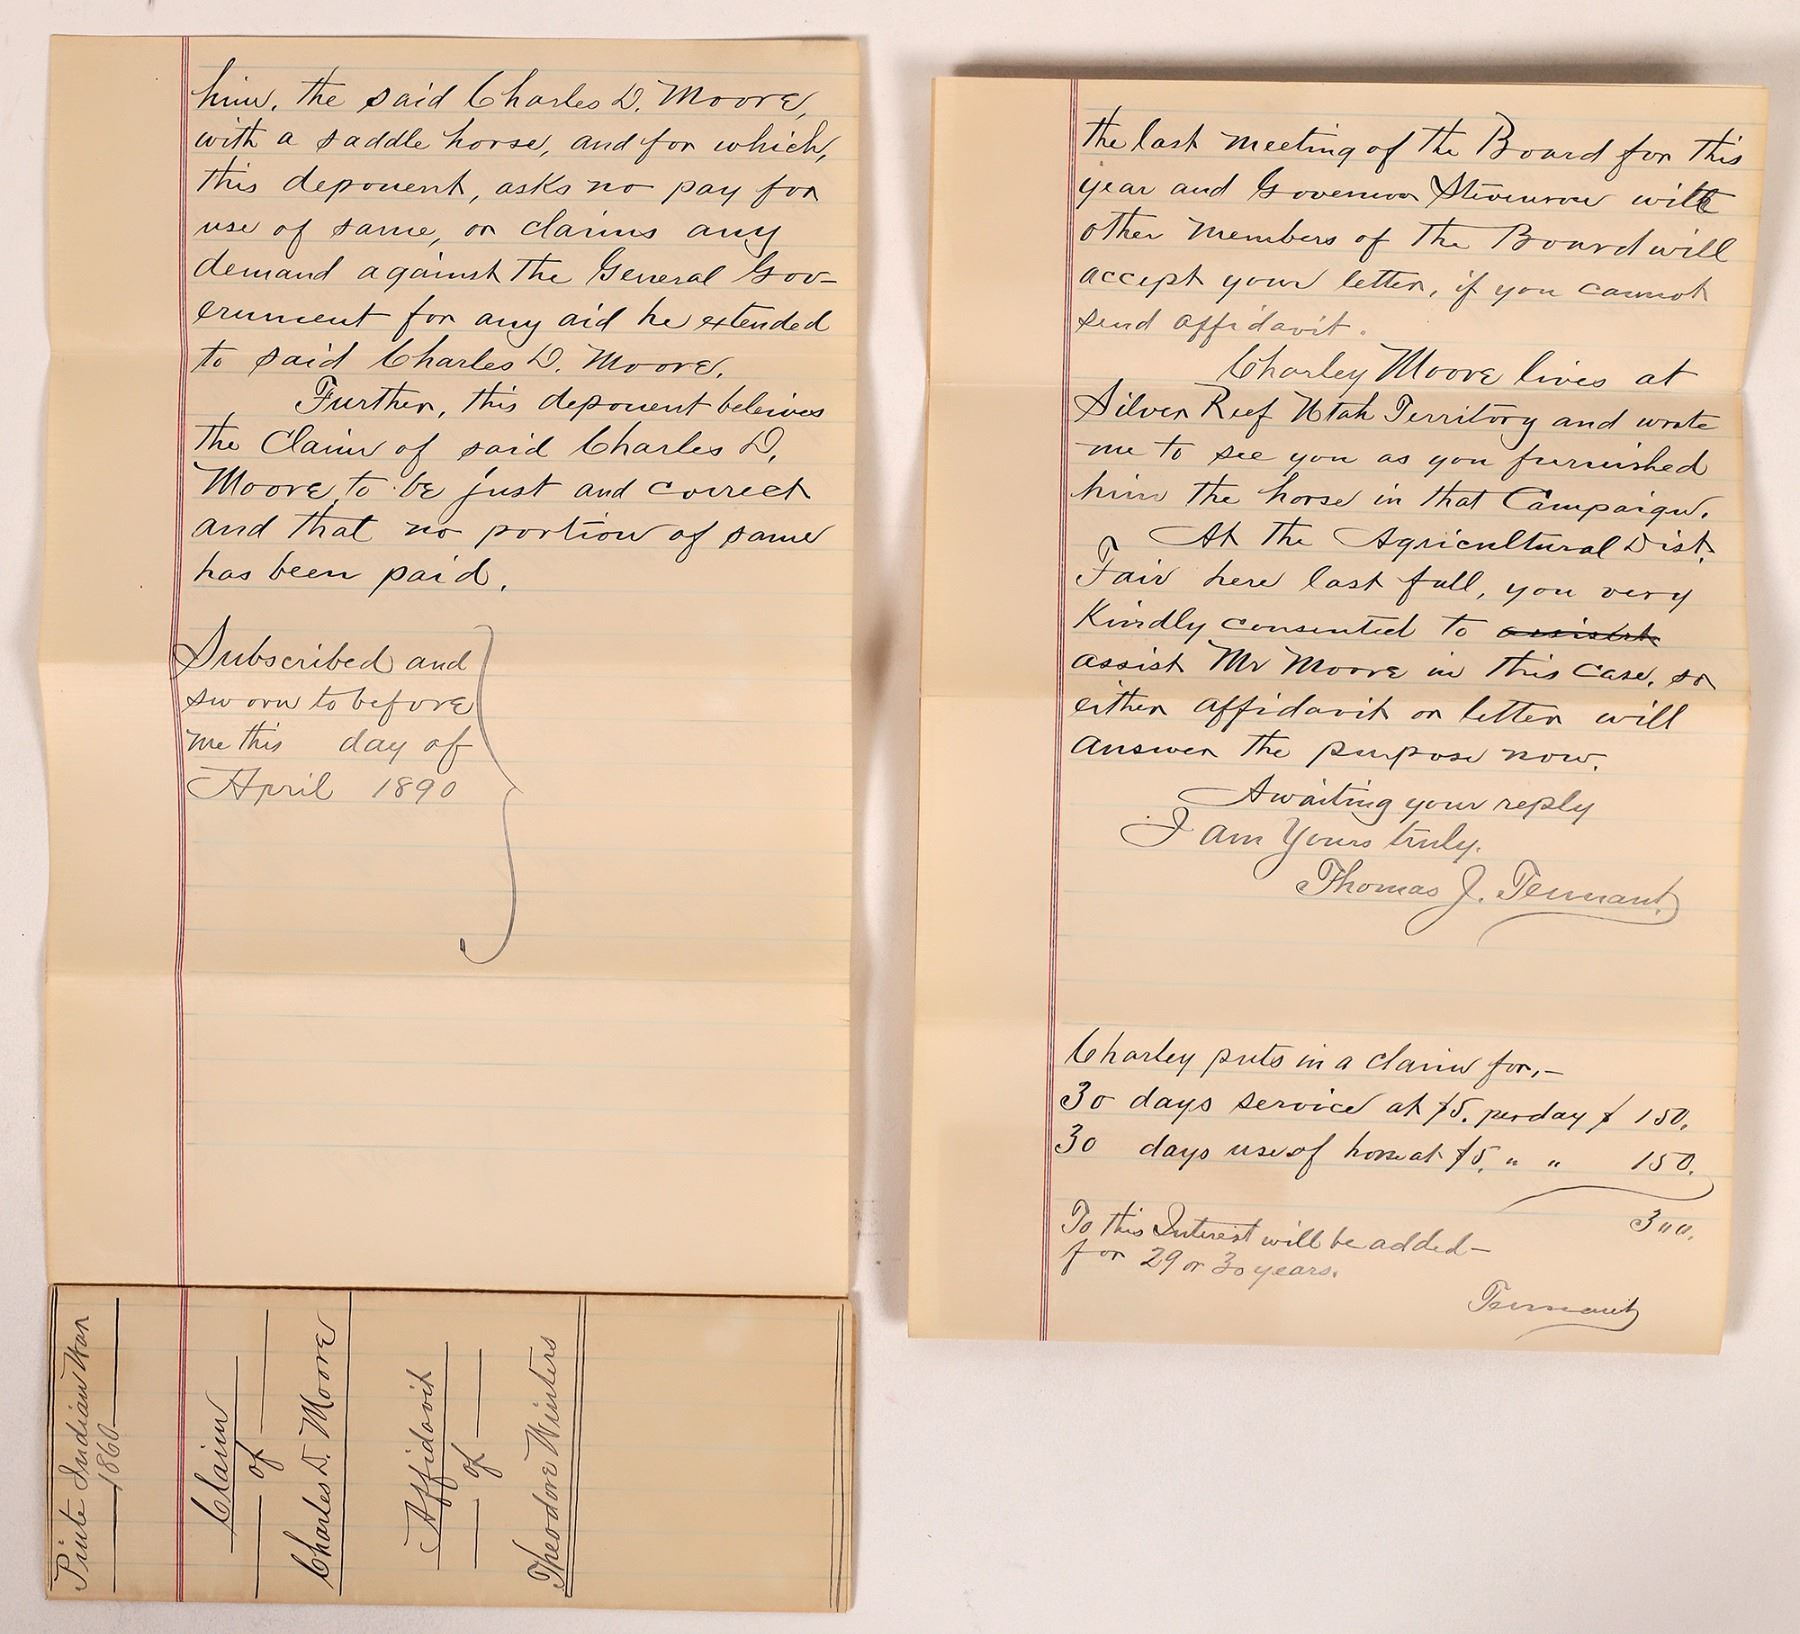 him, the said Charles D. Moore,
with a saddle horse, and for which,
this deponent, asks no pay for
use of same, or claims any
demand against the General Gov-
ernment for any aid he extended
to said Charles D. Moore.
Further, this deponent beleives
the Claim of said Charles D.
Moore, to be just and correct
and that no portion of same
has been paid.
Subscribed and
sworn to before
me this day of
April 1890
Piute Indian War
1860
Claim
of
Charles D. Moore
Affidavit
of
Theodore Winters
the last meeting of the Board for this
year and Governor Stevenson with
other members of the Board will
accept your letter, if you cannot
send affidavit.
Charley Moore lives at
Silver Reef Utah Territory and wrote
me to see you as you furnished
him the horse in that Campaign.
At the Agricultural Dist.
Fair here last fall, you very
Kindly consented to assist
assist Mr Moore in this case, so
either affidavit or letter will
answer the purpose now.
Awaiting your reply
I am Yours truly.
Thomas J. Tennant
Charley puts in a claim for,-
30 days service at $5. per day $ 150.
30 days use of horse at $5. " " 150.
300.
To this Interest will be added-
for 29 or 30 years.
Tennant